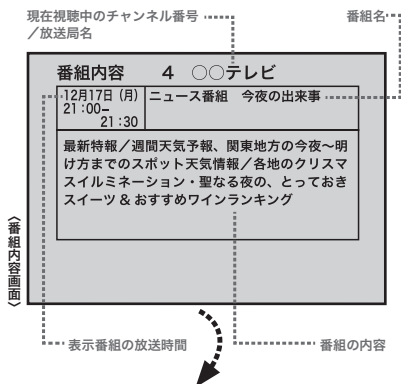 現在視聴中のチャンネル番号
／放送局名
番組名
番組内容　4　○○テレビ
12月17日（月）
21：00−
21：30
ニュース番組　今夜の出来事
最新特報／週間天気予報、関東地方の今夜〜明
け方までのスポット天気情報／各地のクリスマ
スイルミネーション・聖なる夜の、とっておき
スイーツ＆おすすめワインランキング
〈番組内容画面〉
表示番組の放送時間
番組の内容